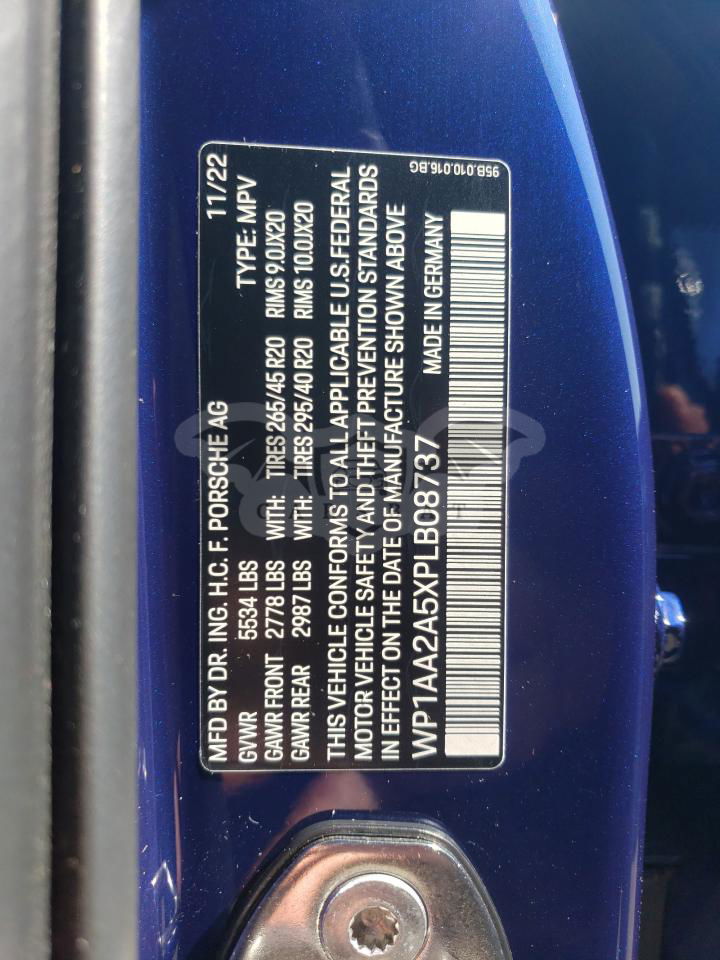 MFD BY DR. ING. H.C. F. PORSCHE AG 11/22
GVWR 5534 LBS TYPE: MPV
GAWR FRONT 2778 LBS WITH: TIRES 265/45 R20 RIMS 9.0JX20
GAWR REAR 2987 LBS WITH: TIRES 295/40 R20 RIMS 10.0JX20
THIS VEHICLE CONFORMS TO ALL APPLICABLE U.S.FEDERAL
MOTOR VEHICLE SAFETY AND THEFT PREVENTION STANDARDS
IN EFFECT ON THE DATE OF MANUFACTURE SHOWN ABOVE
WP1AA2A5XPLB08737 MADE IN GERMANY
95B.010.016.BG